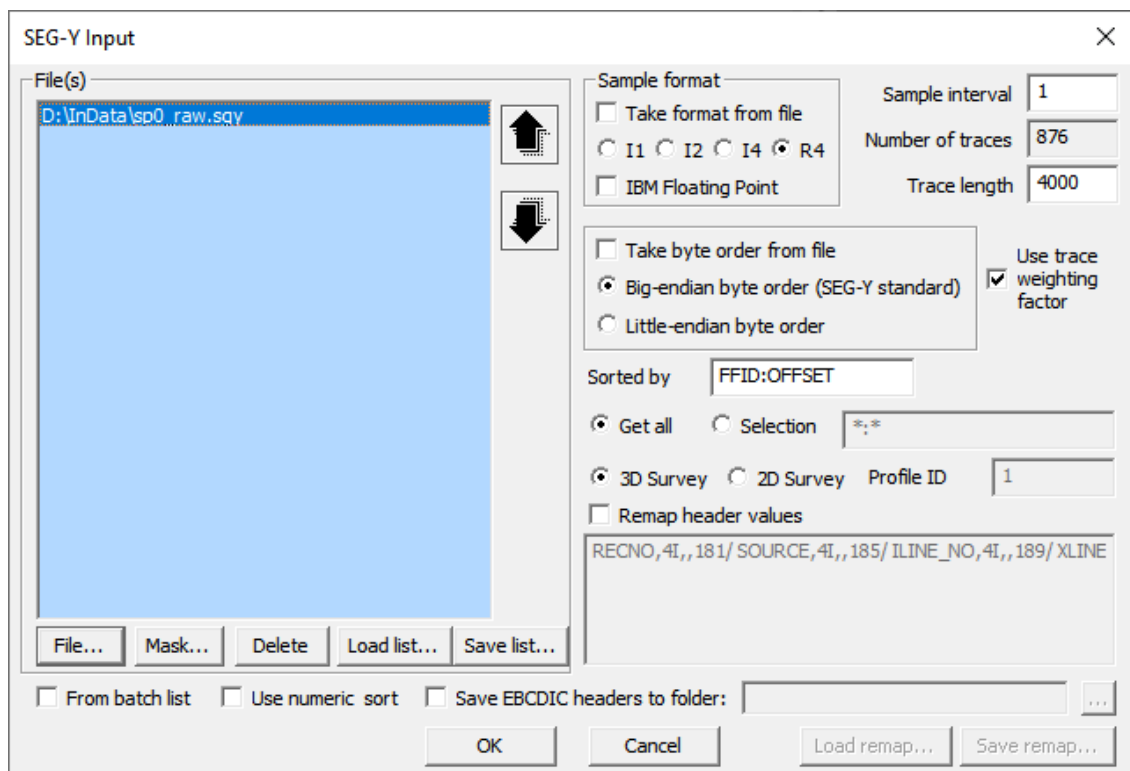 SEG-Y Input
File(s)
D:\InData\sp0_raw.sgy
File...
Mask...
Delete
Load list...
Save list...
Sample format
Take format from file
I1 I2 I4 R4
IBM Floating Point
Sample interval 1
Number of traces 876
Trace length 4000
Take byte order from file
Big-endian byte order (SEG-Y standard)
Little-endian byte order
Use trace
weighting
factor
Sorted by FFID:OFFSET
Get all Selection *:*
3D Survey 2D Survey Profile ID 1
Remap header values
RECNO,4I,,181/ SOURCE,4I,,185/ ILINE_NO,4I,,189/ XLINE
From batch list Use numeric sort Save EBCDIC headers to folder: ...
OK Cancel Load remap... Save remap...